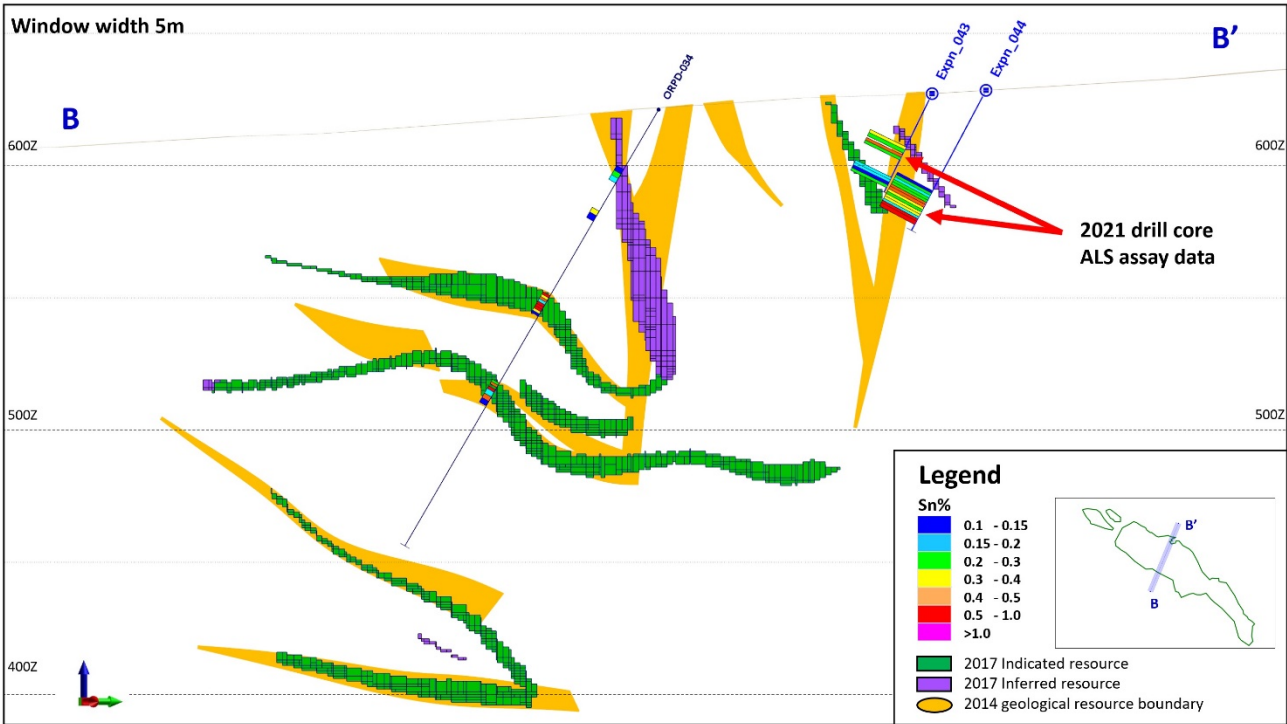 Window width 5m
B
B'
ORPD-034
Expn_043
Expn_044
600Z
600Z
2021 drill core
ALS assay data
500Z
500Z
400Z
Legend
Sn%
0.1 - 0.15
0.15 - 0.2
0.2 - 0.3
0.3 - 0.4
0.4 - 0.5
0.5 - 1.0
>1.0
B'
B
2017 Indicated resource
2017 Inferred resource
2014 geological resource boundary